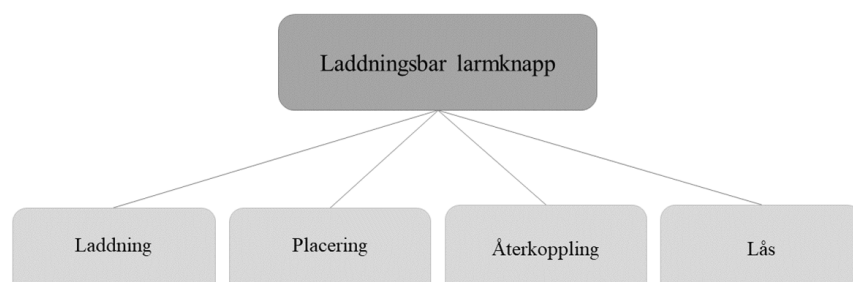 Laddningsbar larmknapp
Laddning
Placering
Återkoppling
Lås